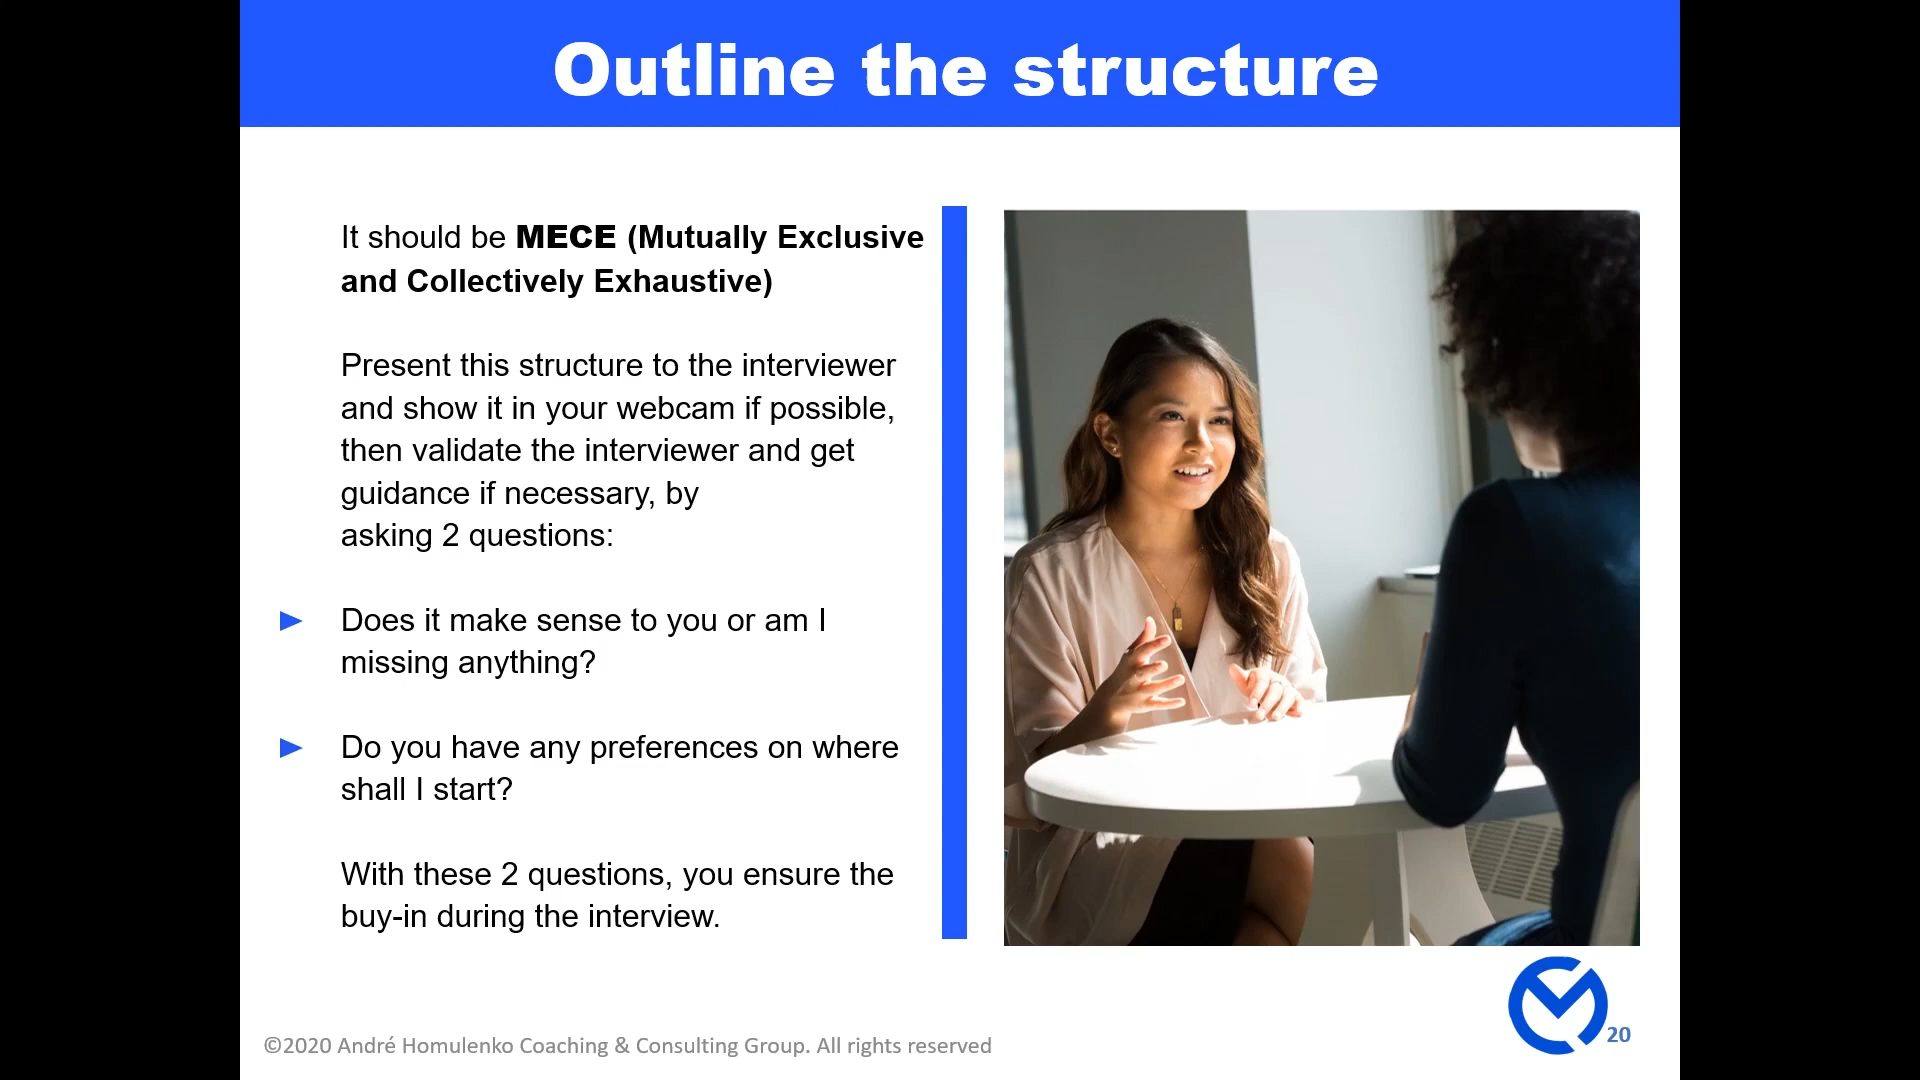 Outline the structure
It should be MECE (Mutually Exclusive
and Collectively Exhaustive)
Present this structure to the interviewer
and show it in your webcam if possible,
then validate the interviewer and get
guidance if necessary, by
asking 2 questions:
Does it make sense to you or am I
missing anything?
Do you have any preferences on where
shall I start?
With these 2 questions, you ensure the
buy-in during the interview.
©2020 André Homulenko Coaching & Consulting Group. All rights reserved
20